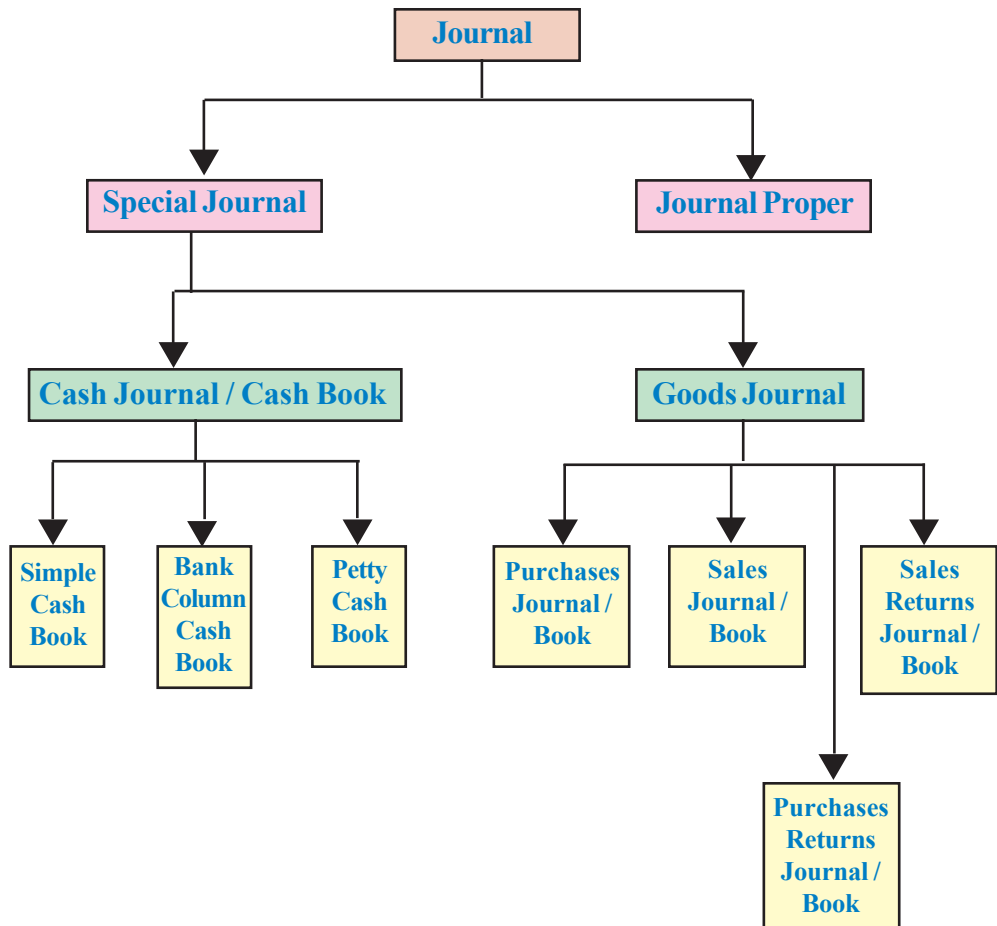 Journal
Special Journal
Journal Proper
Cash Journal / Cash Book
Goods Journal
Simple
Cash
Book
Bank
Column
Cash
Book
Petty
Cash
Book
Purchases
Journal /
Book
Sales
Journal /
Book
Sales
Returns
Journal /
Book
Purchases
Returns
Journal /
Book